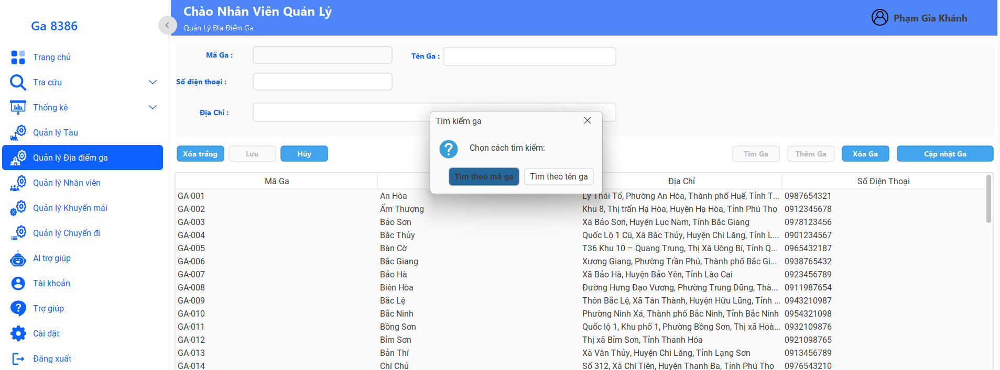 Ga 8386
Trang chủ
Tra cứu
Thống kê
Quản lý Tàu
Quản lý Địa điểm ga
Quản lý Nhân viên
Quản lý Khuyến mãi
Quản lý Chuyến đi
AI trợ giúp
Tài khoản
Trợ giúp
Cài đặt
Đăng xuất
Chào Nhân Viên Quản Lý
Quản Lý Địa Điểm Ga
Phạm Gia Khánh
Mã Ga :
Tên Ga :
Số điện thoại :
Địa Chỉ :
Xóa trắng Lưu Hủy
Tìm Ga Thêm Ga Xóa Ga Cập nhật Ga
Tìm kiếm ga
Chọn cách tìm kiếm:
Tìm theo mã ga Tìm theo tên ga
Mã Ga Địa Chỉ Số Điện Thoại
GA-001 An Hòa Lý Thái Tổ, Phường An Hòa, Thành phố Huế, Tỉnh T... 0987654321
GA-002 Ấm Thượng Khu 8, Thị trấn Hạ Hòa, Huyện Hạ Hòa, Tỉnh Phú Thọ 0912345678
GA-003 Bảo Sơn Xã Bảo Sơn, Huyện Lục Nam, Tỉnh Bắc Giang 0978123456
GA-004 Bắc Thủy Quốc Lộ 1 Cũ, Xã Bắc Thủy, Huyện Chi Lăng, Tỉnh L... 0901234567
GA-005 Bàn Cờ T36 Khu 10 – Quang Trung, Thị Xã Uông Bí, Tỉnh Q... 0965432187
GA-006 Bắc Giang Xương Giang, Phường Trần Phú, Thành phố Bắc Gi... 0938765432
GA-007 Bảo Hà Xã Bảo Hà, Huyện Bảo Yên, Tỉnh Lào Cai 0923456789
GA-008 Biên Hòa Đường Hưng Đạo Vương, Phường Trung Dũng, Thà... 0911987654
GA-009 Bắc Lệ Thôn Bắc Lệ, Xã Tân Thành, Huyện Hữu Lũng, Tỉnh ... 0943210987
GA-010 Bắc Ninh Phường Ninh Xá, Thành phố Bắc Ninh, Tỉnh Bắc Ninh 0954321098
GA-011 Bồng Sơn Quốc lộ 1, Khu phố 1, Phường Bồng Sơn, Thị xã Hoà... 0932109876
GA-012 Bỉm Sơn Thị xã Bỉm Sơn, Tỉnh Thanh Hóa 0921098765
GA-013 Bản Thí Xã Vân Thủy, Huyện Chi Lăng, Tỉnh Lạng Sơn 0913456789
GA-014 Chí Chủ Số 312, Xã Chí Tiên, Huyện Thanh Ba, Tỉnh Phú Thọ 0976543210